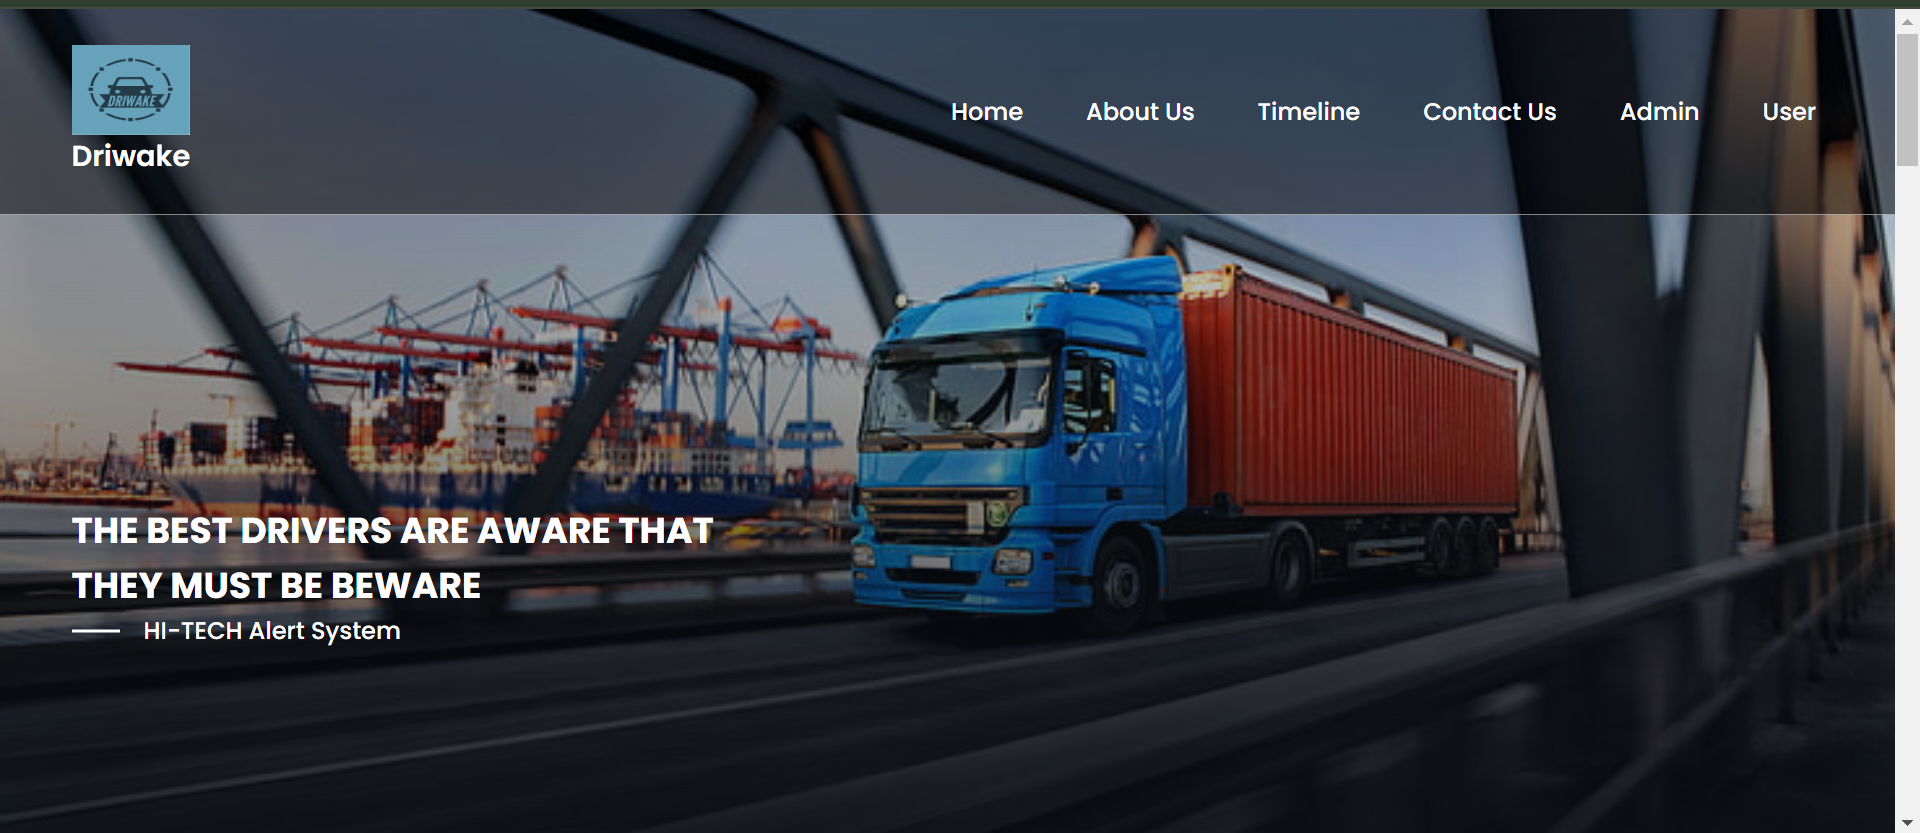 DRIWAKE
Driwake
Home About Us Timeline Contact Us Admin User
THE BEST DRIVERS ARE AWARE THAT
THEY MUST BE BEWARE
HI-TECH Alert System